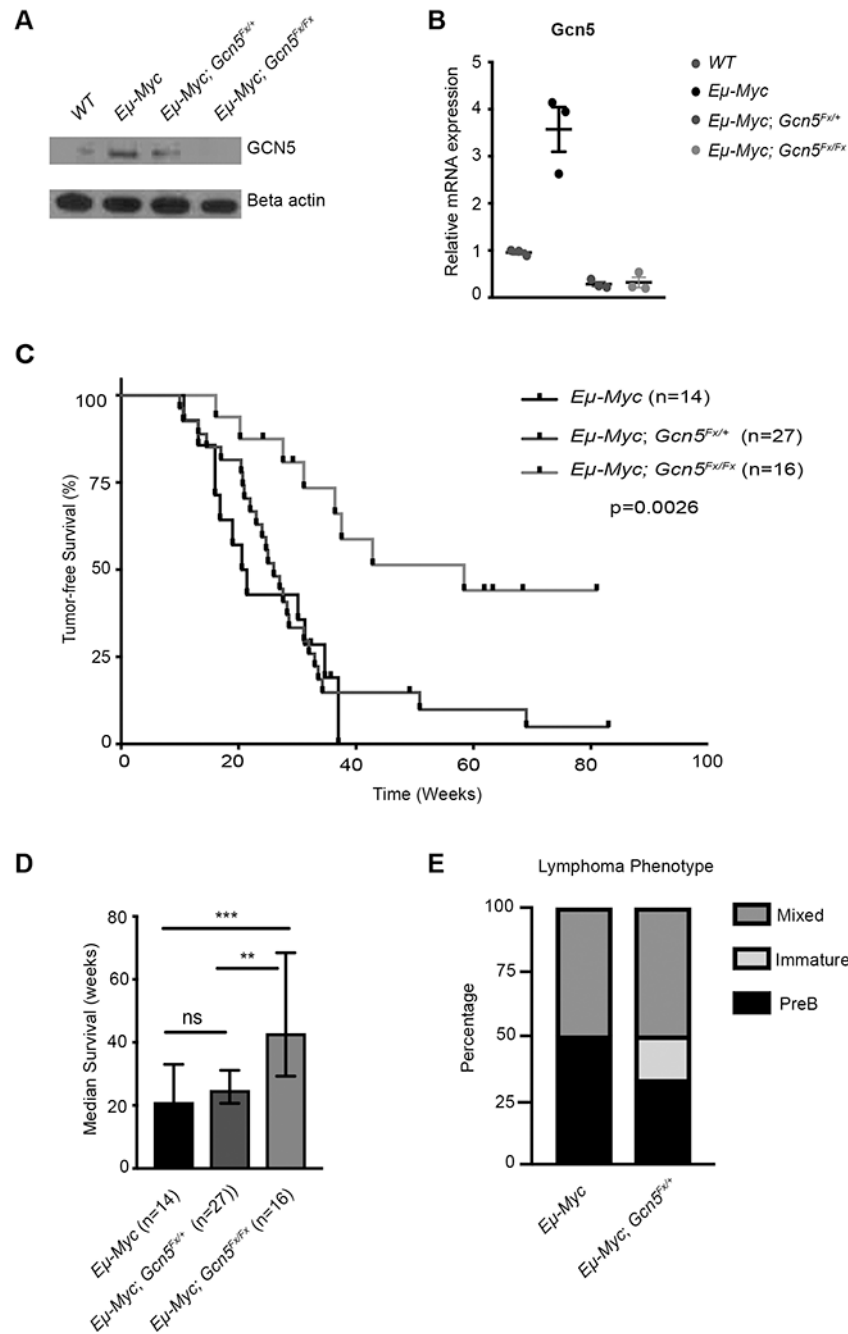 A
WT
Eμ-Myc
Eμ-Myc; Gcn5Fx/+
Eμ-Myc; Gcn5Fx/Fx
GCN5
Beta actin
B
Gcn5
Relative mRNA expression
5
4
3
2
1
0
WT
Eμ-Myc
Eμ-Myc; Gcn5Fx/+
Eμ-Myc; Gcn5Fx/Fx
C
Tumor-free Survival (%)
100
75
50
25
0
0 20 40 60 80 100
Time (Weeks)
Eμ-Myc (n=14)
Eμ-Myc; Gcn5Fx/+ (n=27)
Eμ-Myc; Gcn5Fx/Fx (n=16)
p=0.0026
D
Median Survival (weeks)
80
60
40
20
0
***
**
ns
Eμ-Myc (n=14)
Eμ-Myc; Gcn5Fx/+ (n=27))
Eμ-Myc; Gcn5Fx/Fx (n=16)
E
Lymphoma Phenotype
Percentage
100
75
50
25
0
Mixed
Immature
PreB
Eμ-Myc
Eμ-Myc; Gcn5Fx/+